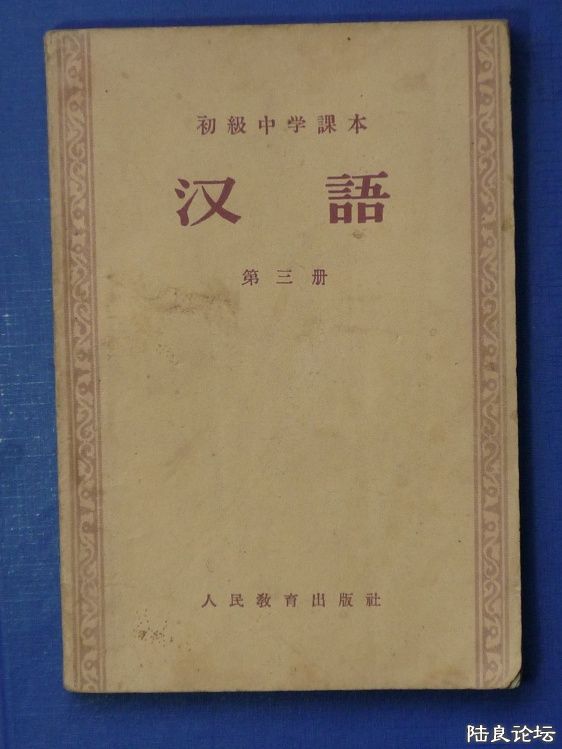 初級中学課本
汉語
第三册
人民敎育出版社
陆良论坛